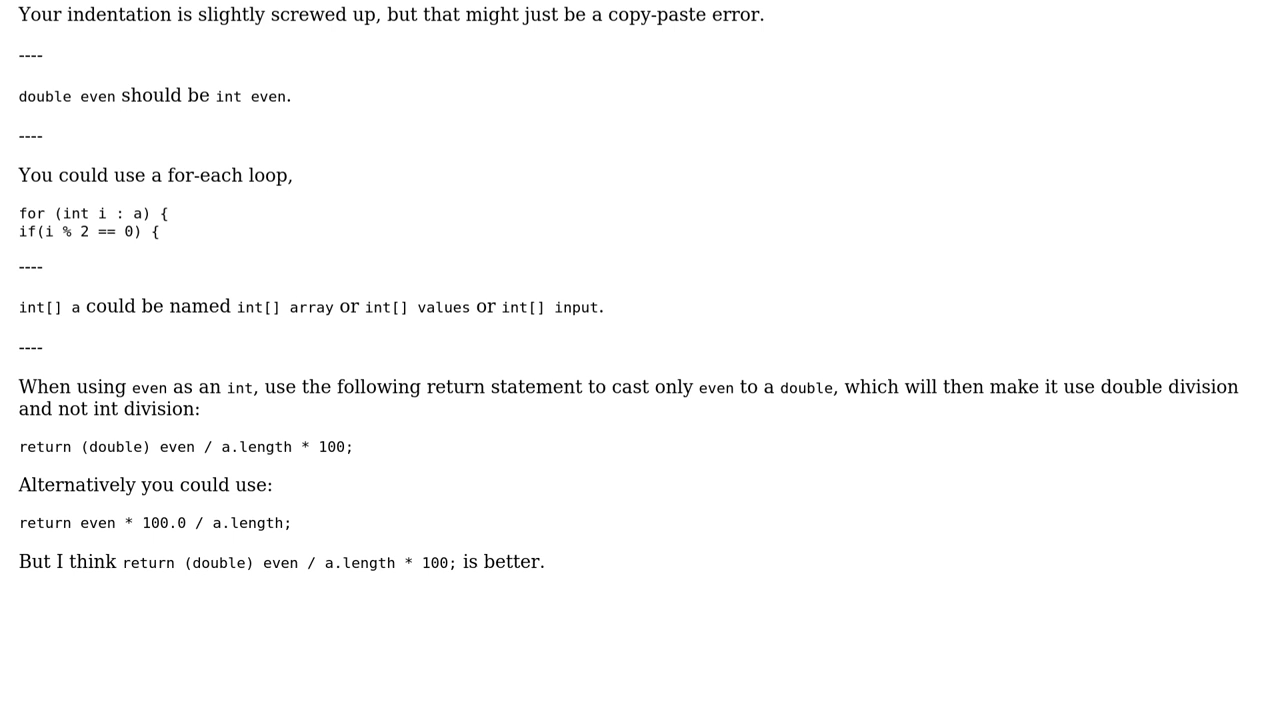 Your indentation is slightly screwed up, but that might just be a copy-paste error.
----
double even should be int even.
----
You could use a for-each loop,
for (int i : a) {
if(i % 2 == 0) {
----
int[] a could be named int[] array or int[] values or int[] input.
----
When using even as an int, use the following return statement to cast only even to a double, which will then make it use double division
and not int division:
return (double) even / a.length * 100;
Alternatively you could use:
return even * 100.0 / a.length;
But I think return (double) even / a.length * 100; is better.